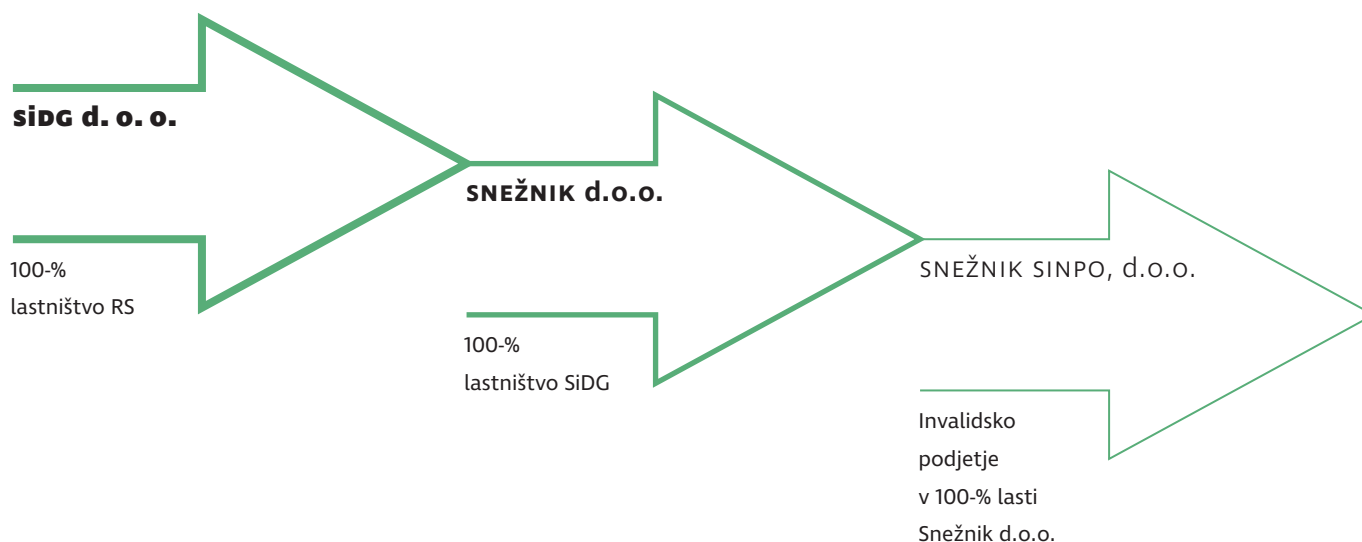 SiDG d. o. o.
100-%
lastništvo RS
SNEŽNIK d.o.o.
100-%
lastništvo SiDG
SNEŽNIK SINPO, d.o.o.
Invalidsko
podjetje
v 100-% lasti
Snežnik d.o.o.